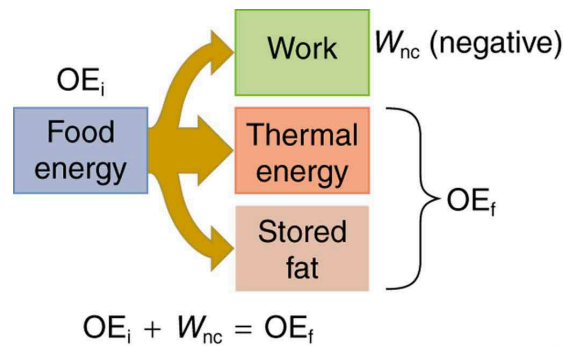 OEᵢ
Food
energy
Work
Wnc (negative)
Thermal
energy
Stored
fat
OEf
OEᵢ + Wnc = OEf